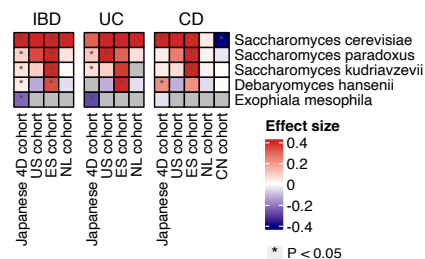 IBD UC CD
Saccharomyces cerevisiae
Saccharomyces paradoxus
Saccharomyces kudriavzevii
Debaryomyces hansenii
Exophiala mesophila
Japanese 4D cohort
US cohort
ES cohort
NL cohort
Japanese 4D cohort
US cohort
ES cohort
NL cohort
Japanese 4D cohort
US cohort
ES cohort
NL cohort
CN cohort
Effect size
0.4
0.2
0
-0.2
-0.4
* P < 0.05